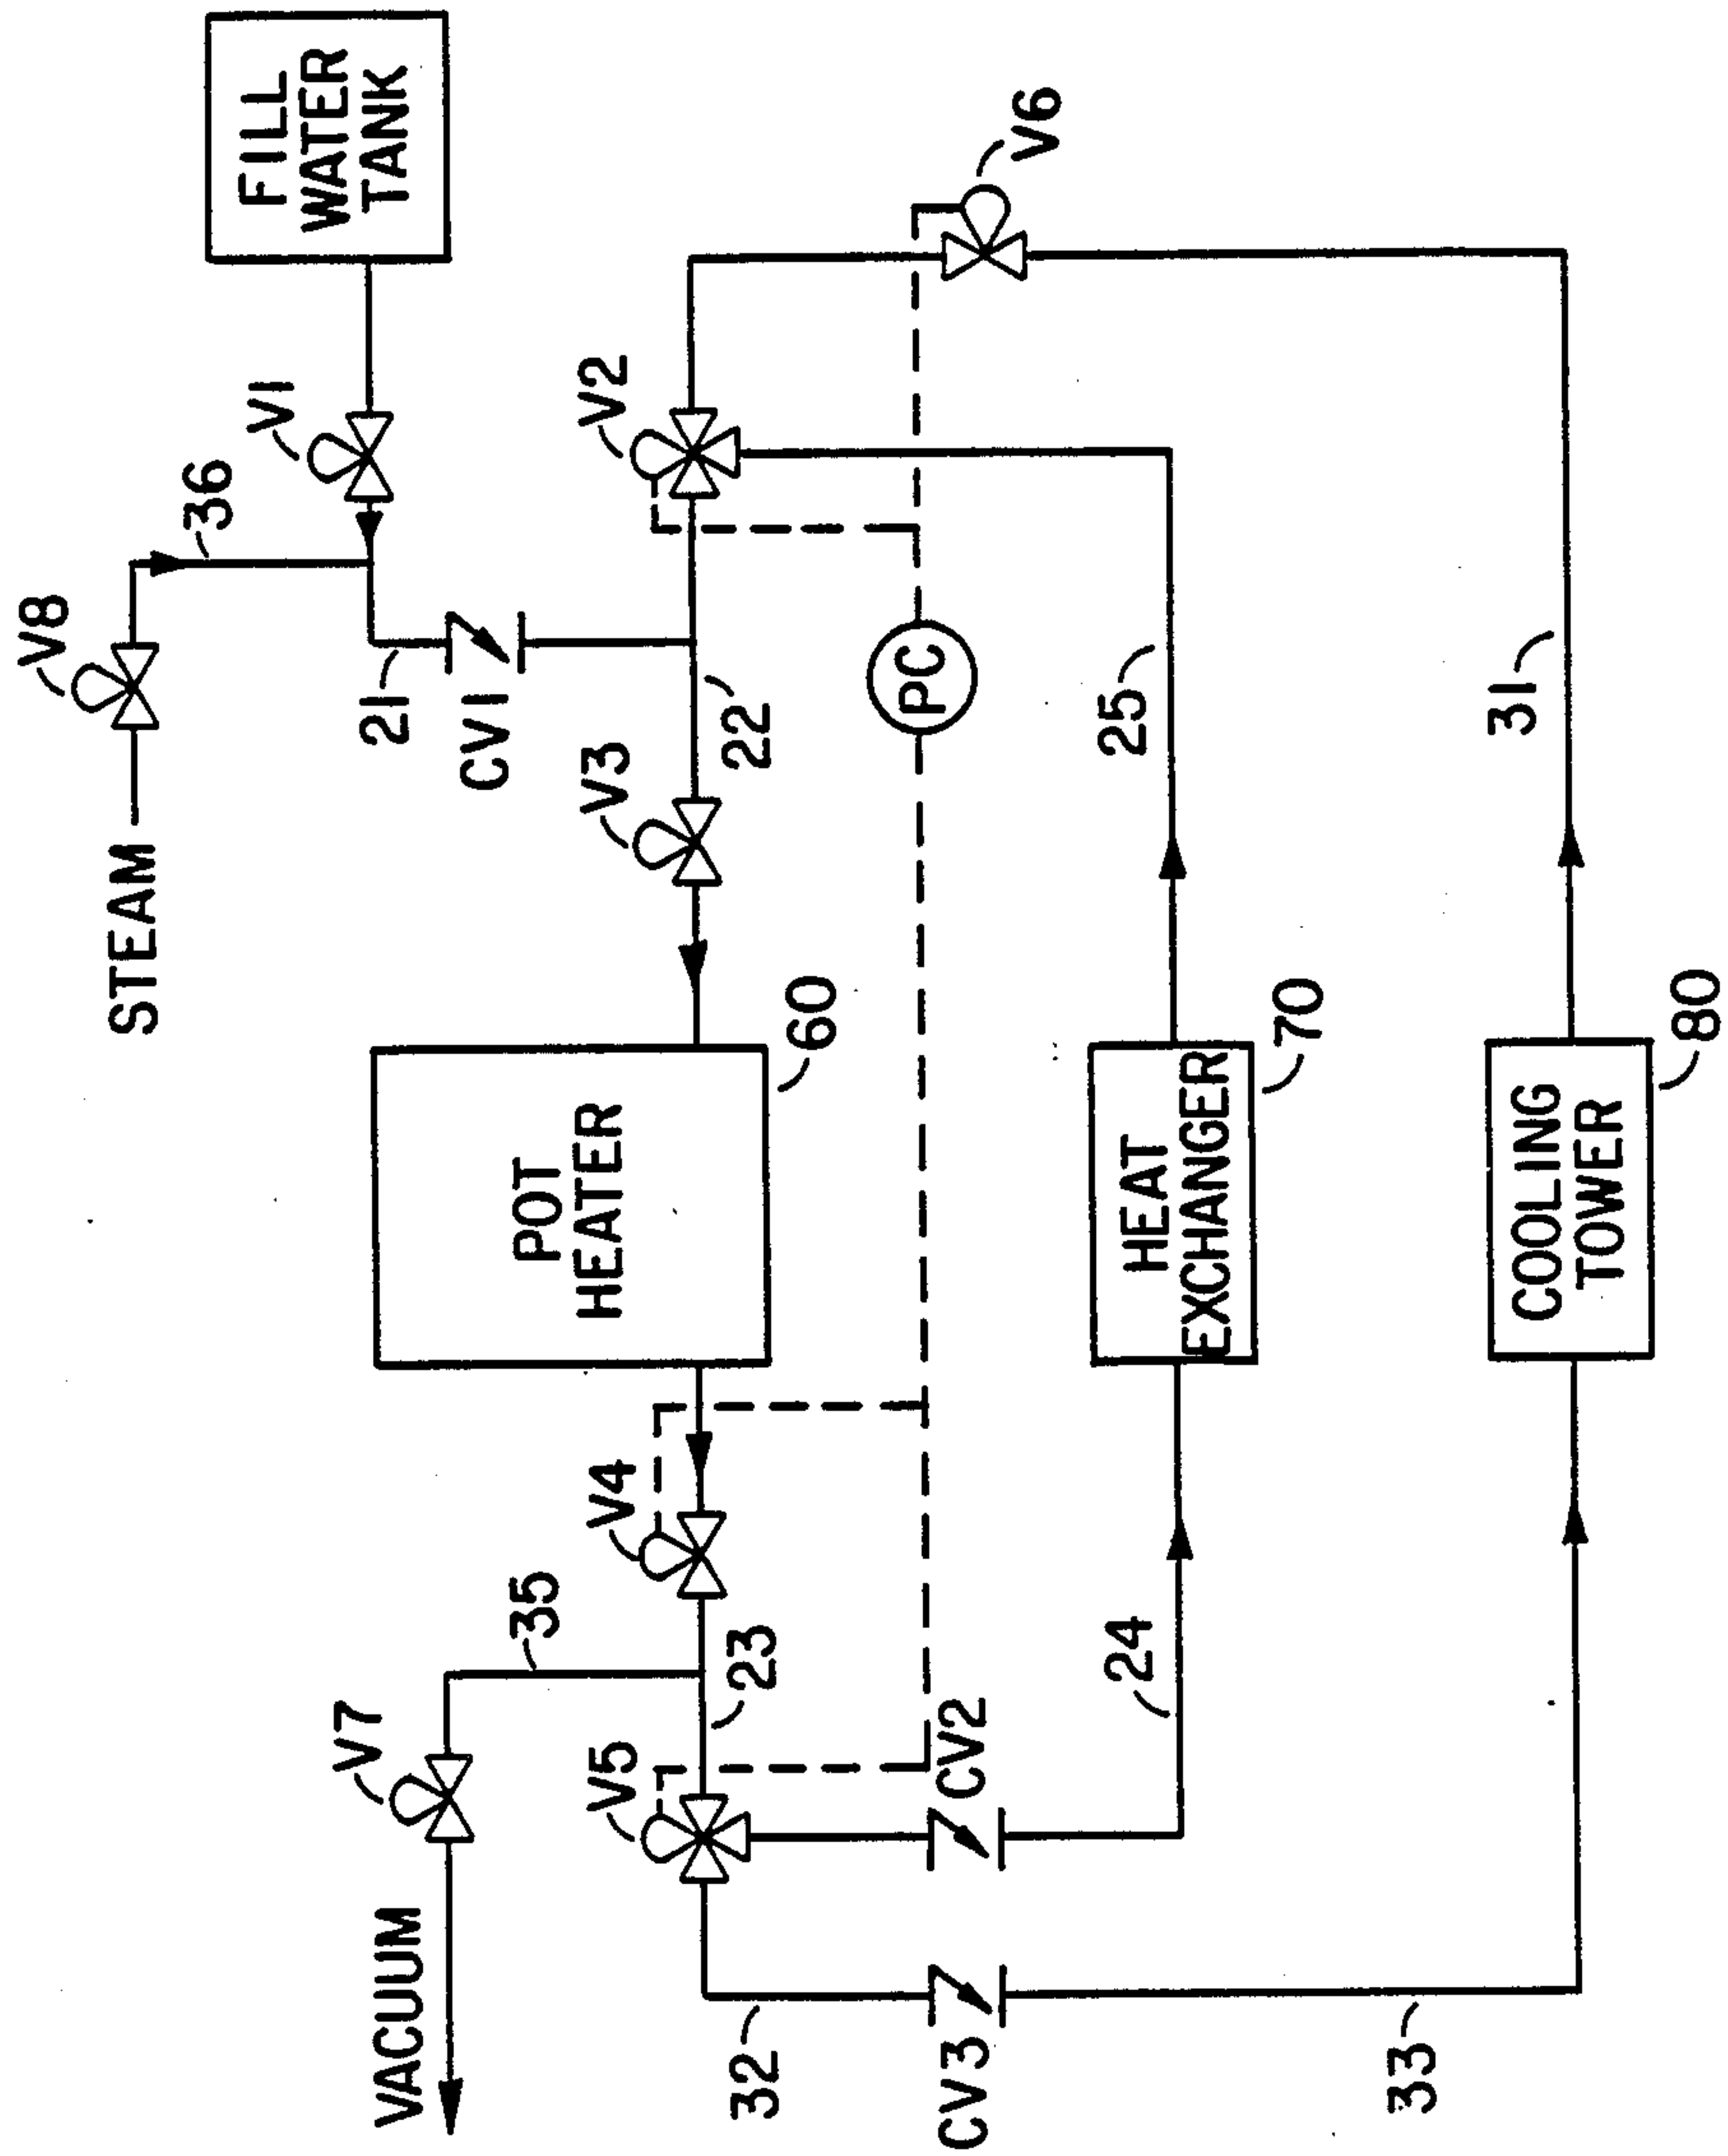 FILL
WATER
TANK
V1
V8
36
STEAM
21
CV1
V2
V6
22
V3
PC
25
31
POT
HEATER
60
HEAT
EXCHANGER
70
COOLING
TOWER
80
V4
35
23
V7
V5
24
CV2
VACUUM
32
CV3
33